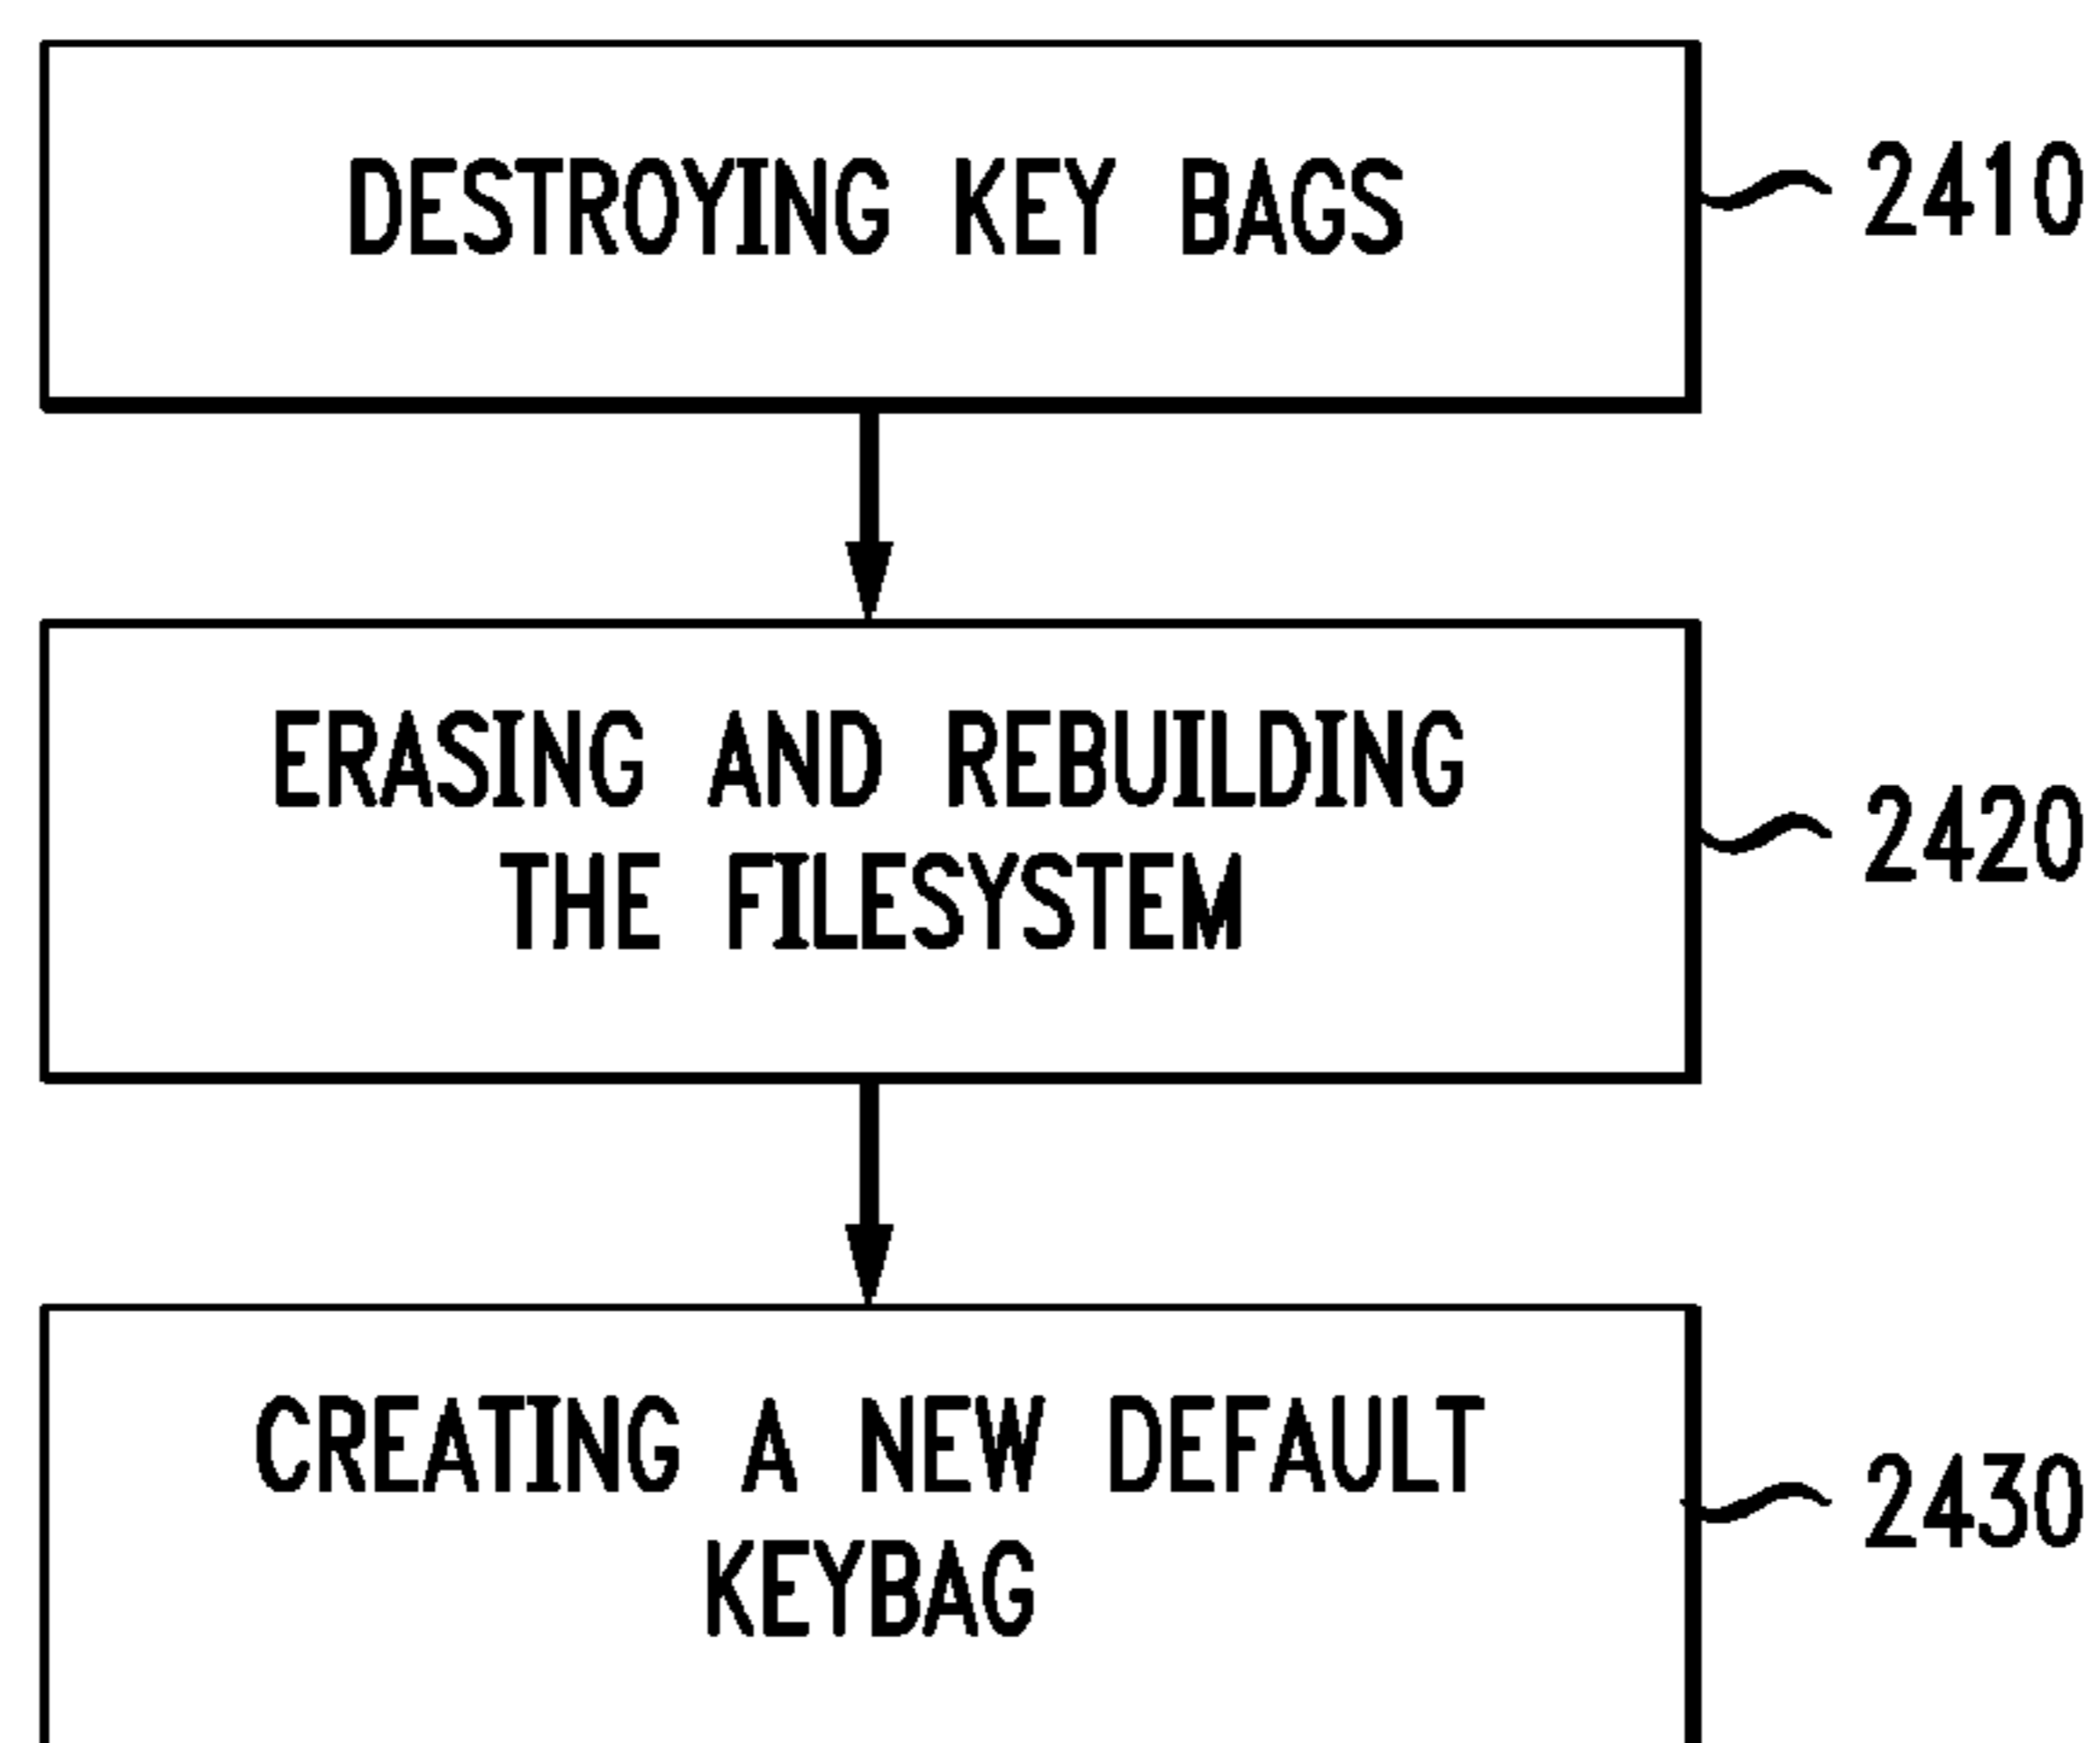 DESTROYING KEY BAGS
2410
ERASING AND REBUILDING
THE FILESYSTEM
2420
CREATING A NEW DEFAULT
KEYBAG
2430